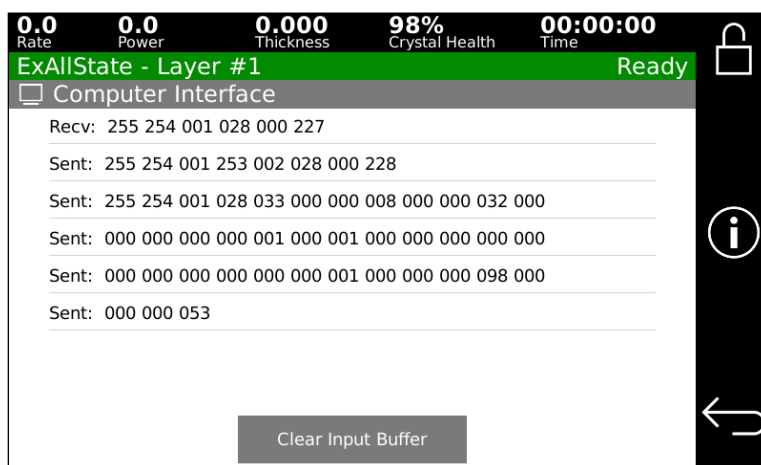 0.0 0.0 0.000 98% 00:00:00
Rate Power Thickness Crystal Health Time
ExAllState - Layer #1 Ready
Computer Interface
Recv: 255 254 001 028 000 227
Sent: 255 254 001 253 002 028 000 228
Sent: 255 254 001 028 033 000 000 008 000 000 032 000
Sent: 000 000 000 000 001 000 001 000 000 000 000 000
Sent: 000 000 000 000 000 000 001 000 000 000 098 000
Sent: 000 000 053
Clear Input Buffer